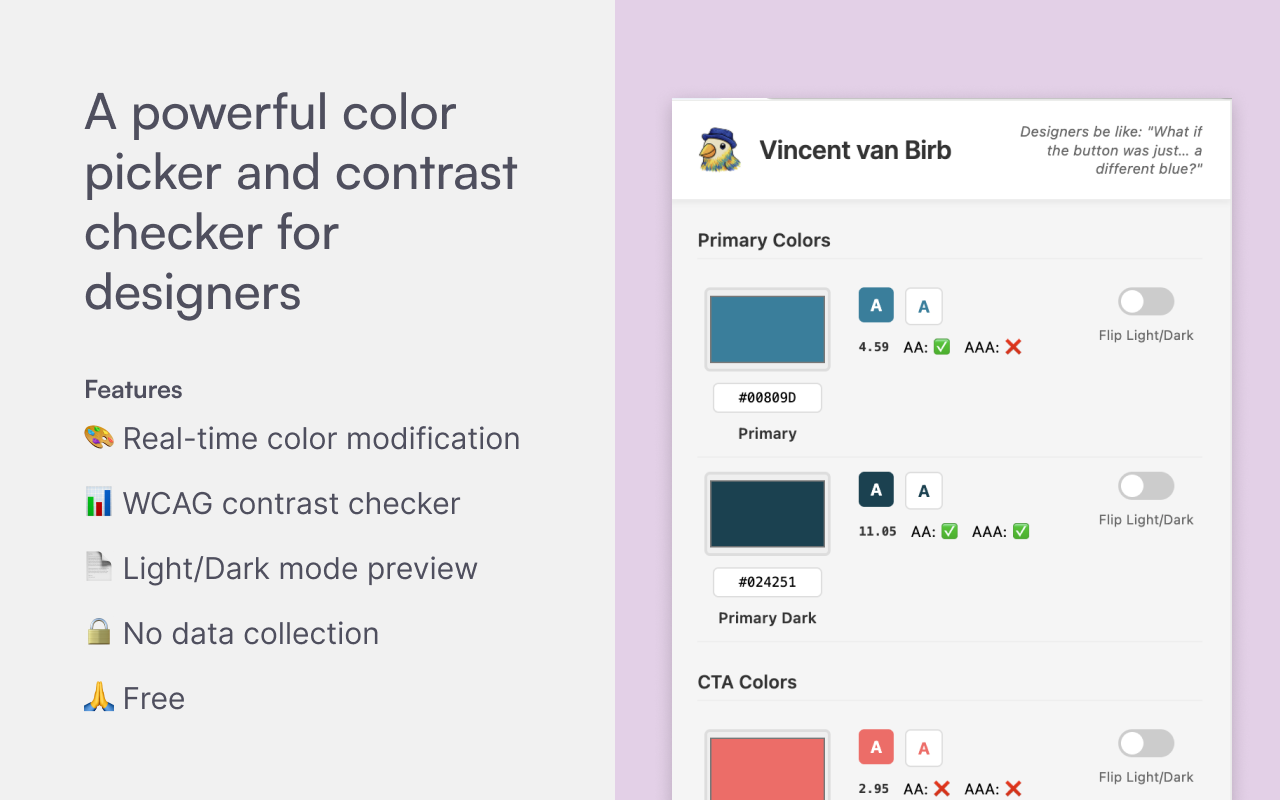 A powerful color
picker and contrast
checker for
designers
Features
🎨 Real-time color modification
📊 WCAG contrast checker
📄 Light/Dark mode preview
🔒 No data collection
🙏 Free
Vincent van Birb
Designers be like: "What if
the button was just... a
different blue?"
Primary Colors
A A
4.59 AA: ✅ AAA: ❌
Flip Light/Dark
#00809D
Primary
A A
11.05 AA: ✅ AAA: ✅
Flip Light/Dark
#024251
Primary Dark
CTA Colors
A A
2.95 AA: ❌ AAA: ❌
Flip Light/Dark